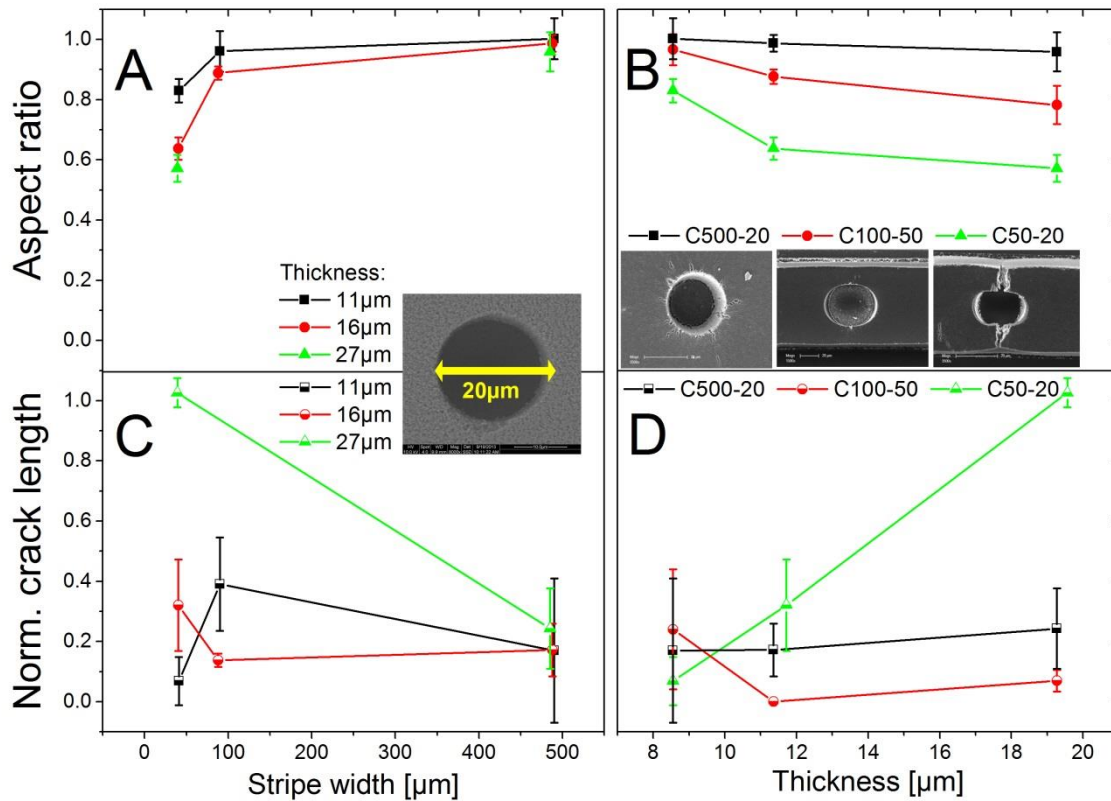 A
B
Aspect ratio
1.0
0.8
0.6
0.4
0.2
0.0
Thickness:
11µm
16µm
27µm
C500-20
C100-50
C50-20
20µm
C
D
Norm. crack length
1.0
0.8
0.6
0.4
0.2
0.0
11µm
16µm
27µm
C500-20
C100-50
C50-20
0
100
200
300
400
500
Stripe width [µm]
8
10
12
14
16
18
20
Thickness [µm]